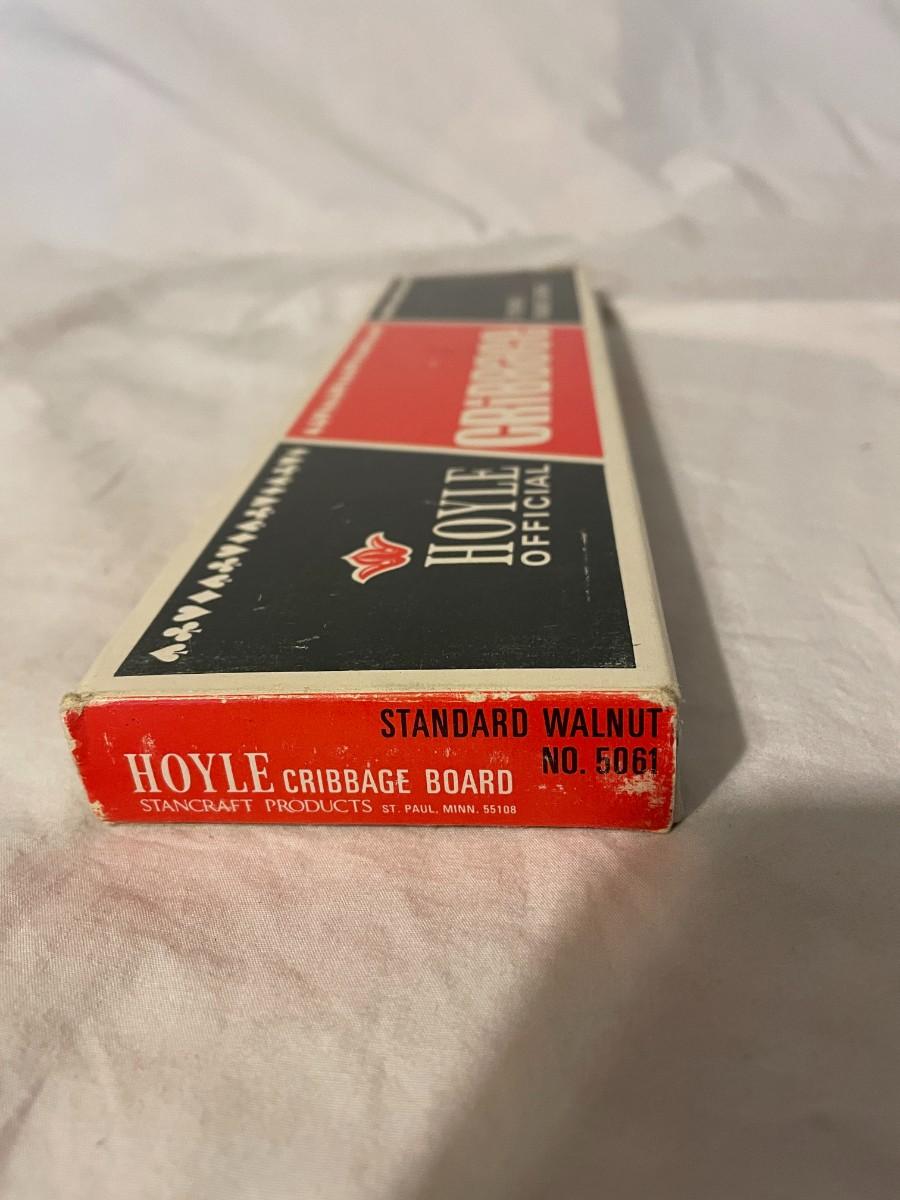 HOYLE
OFFICIAL
CRIBBAGE
STANDARD WALNUT
NO. 5061
HOYLE CRIBBAGE BOARD
STANCRAFT PRODUCTS ST. PAUL, MINN. 55108